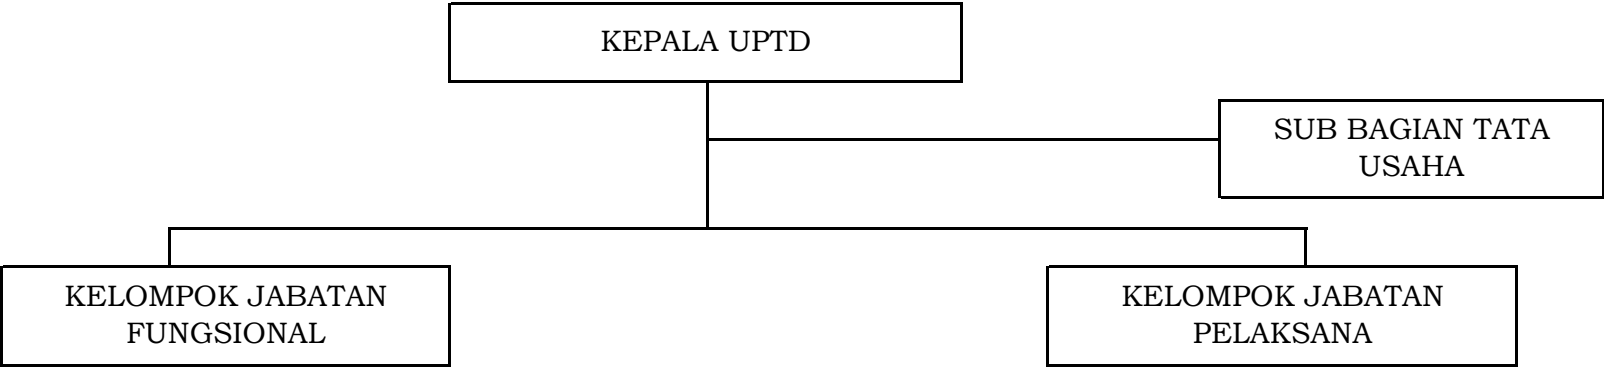 KEPALA UPTD
SUB BAGIAN TATA
USAHA
KELOMPOK JABATAN
FUNGSIONAL
KELOMPOK JABATAN
PELAKSANA